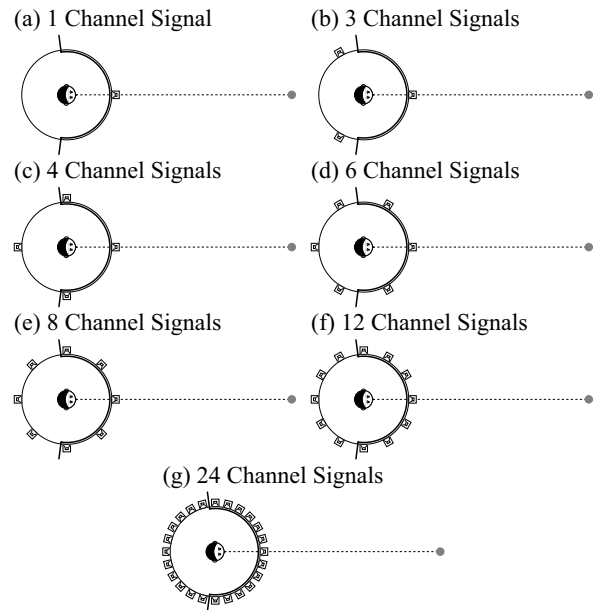 (a) 1 Channel Signal
(b) 3 Channel Signals
(c) 4 Channel Signals
(d) 6 Channel Signals
(e) 8 Channel Signals
(f) 12 Channel Signals
(g) 24 Channel Signals